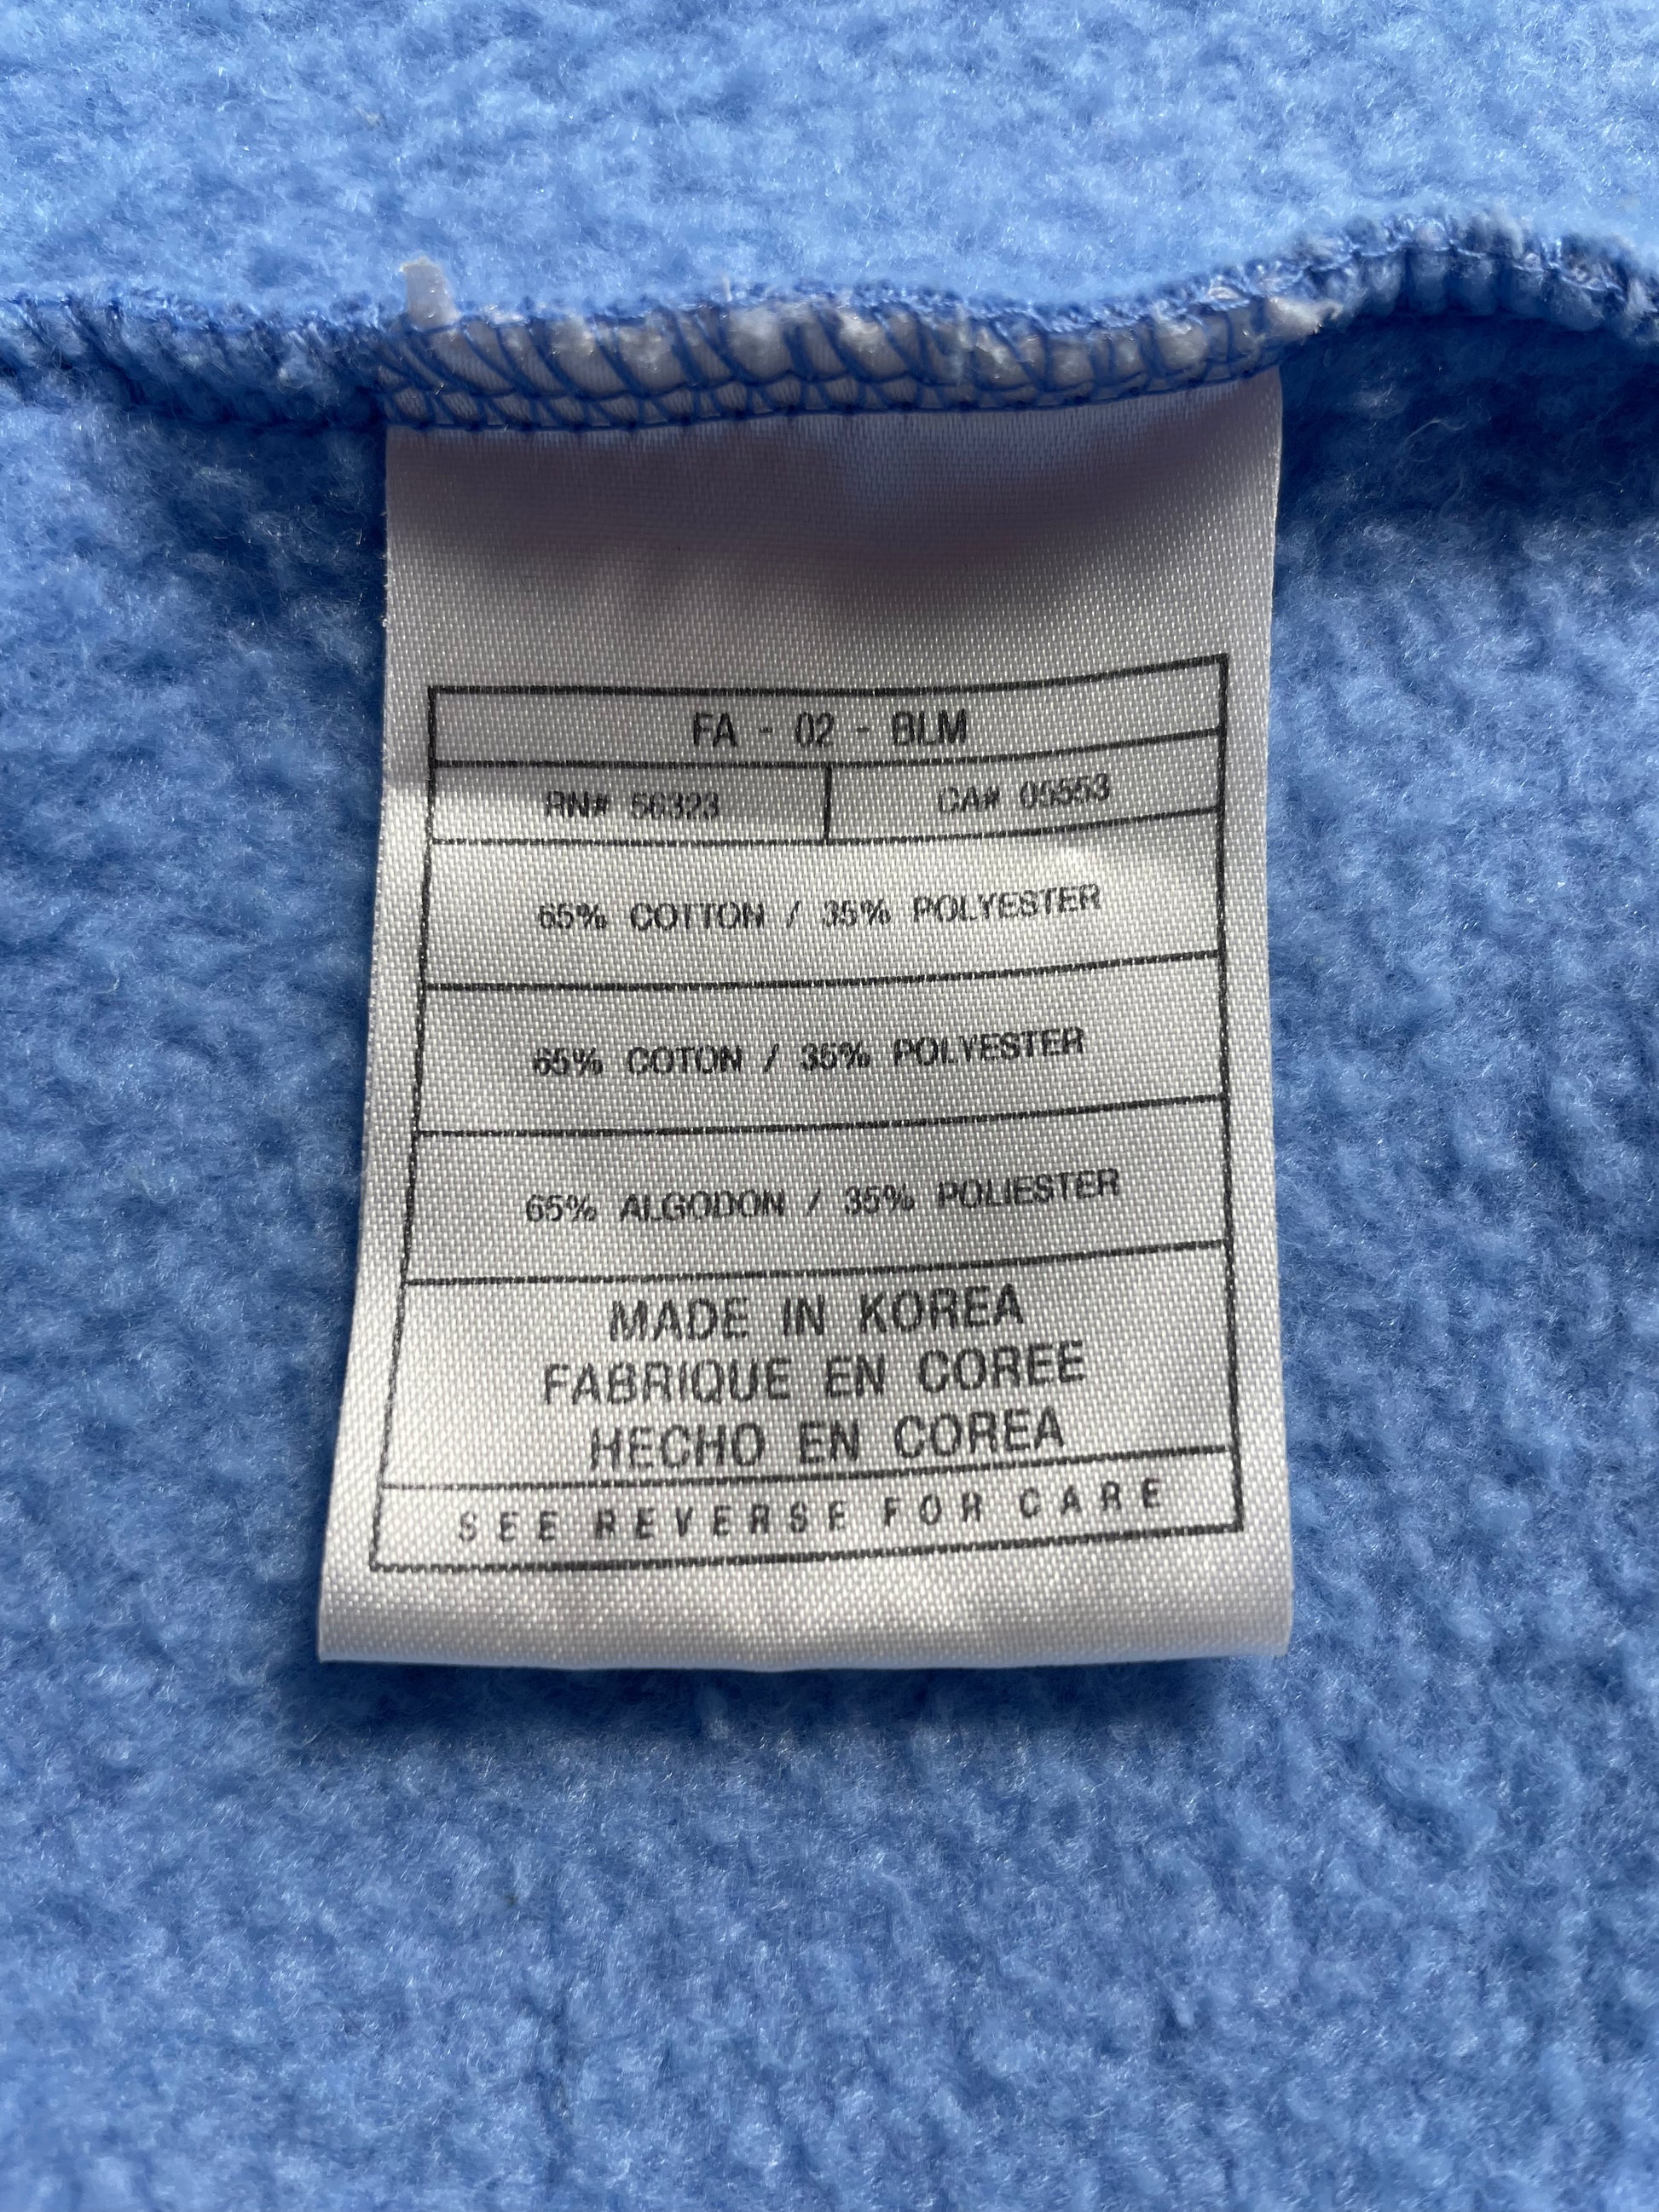 FA - 02 - BLM
RN# 56323 CA# 05553
65% COTTON / 35% POLYESTER
65% COTON / 35% POLYESTER
65% ALGODON / 35% POLIESTER
MADE IN KOREA
FABRIQUE EN COREE
HECHO EN COREA
SEE REVERSE FOR CARE